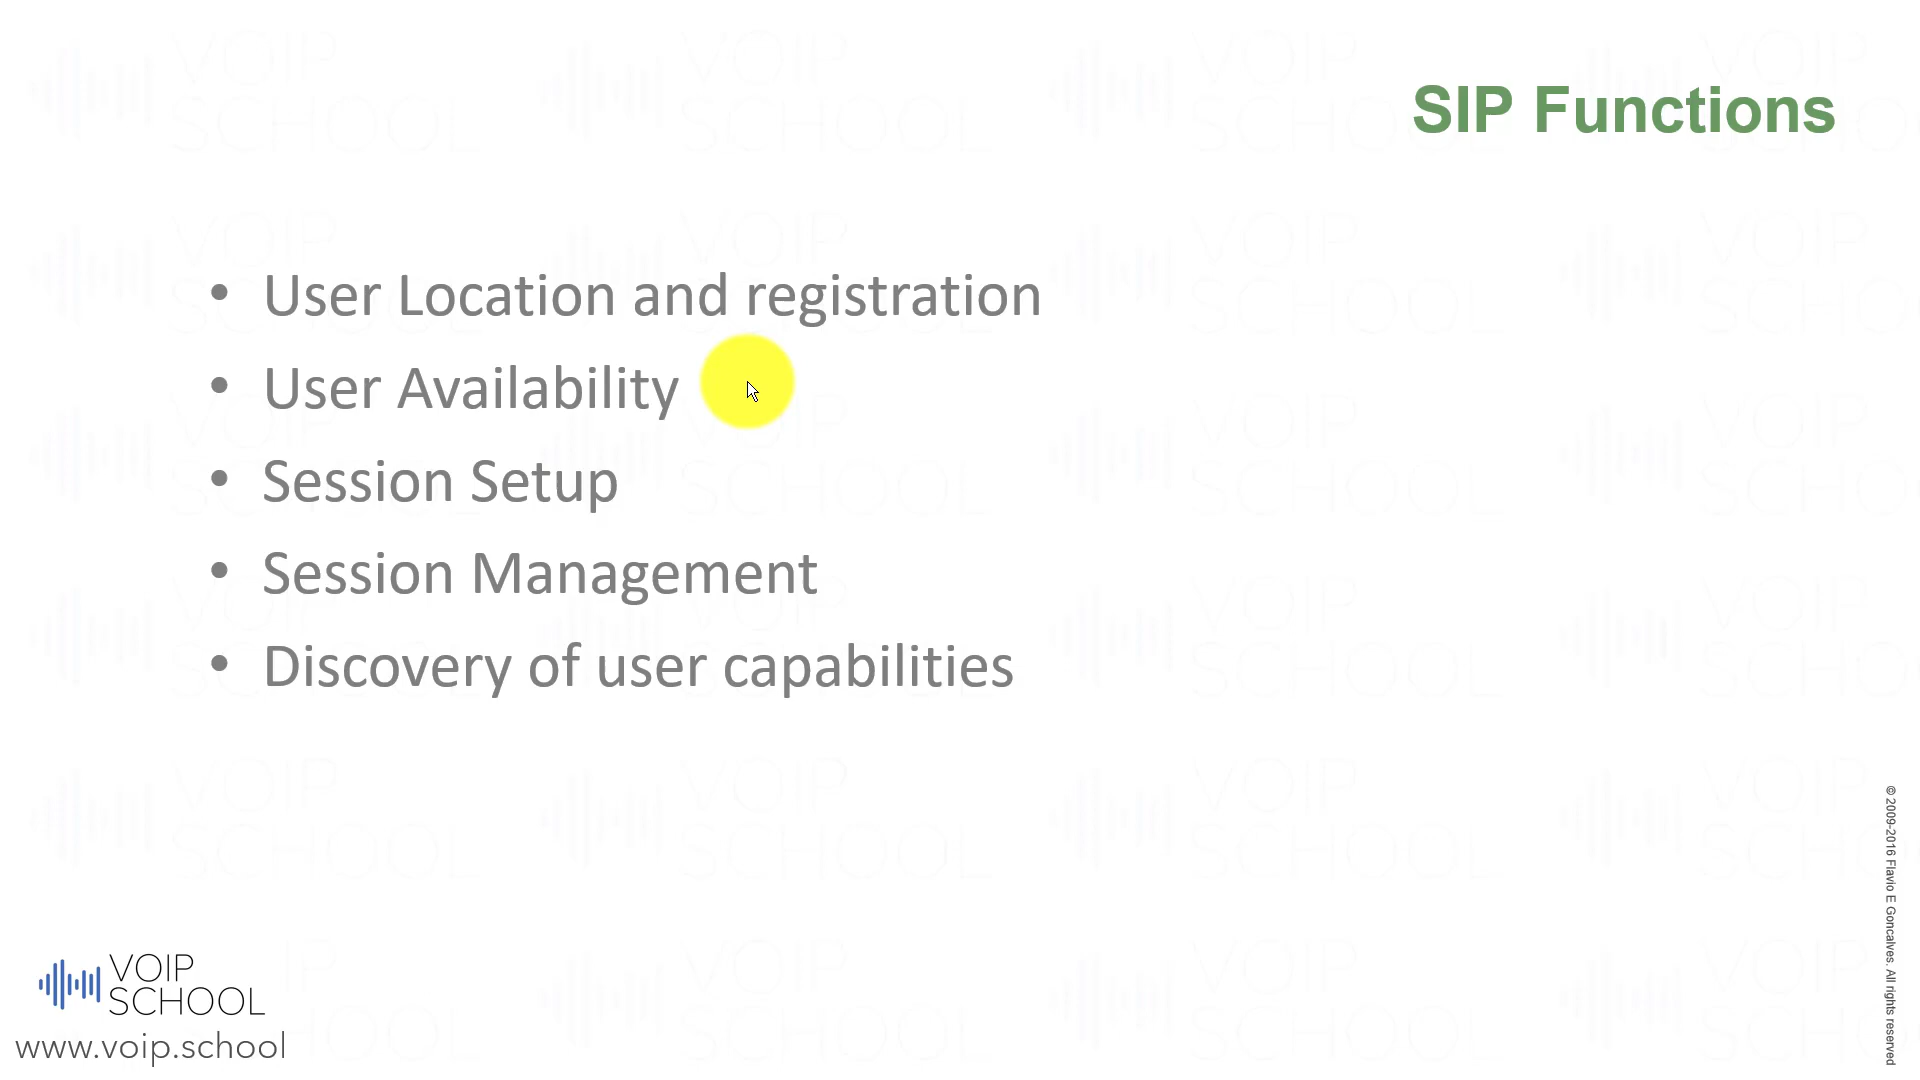 SIP Functions
• User Location and registration
• User Availability
• Session Setup
• Session Management
• Discovery of user capabilities
VOIP
SCHOOL
www.voip.school
© 2009-2016 Flavio E Goncalves. All rights reserved